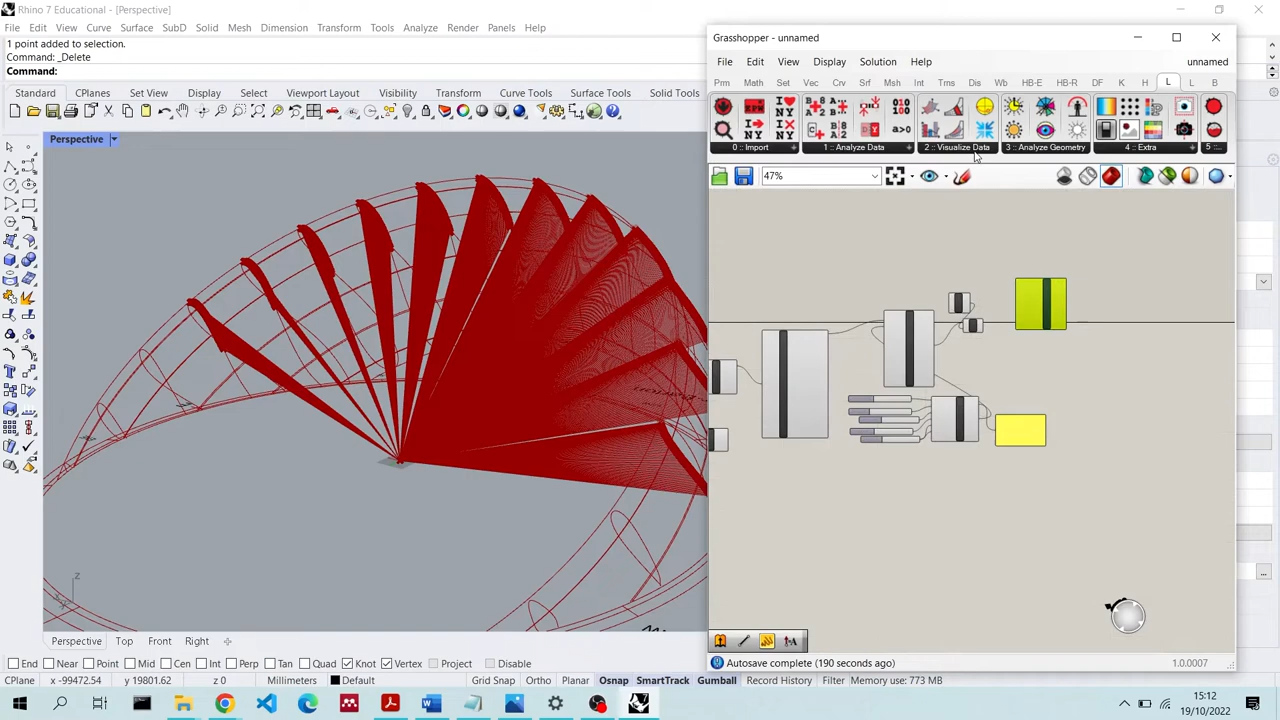 Rhino 7 Educational - [Perspective]
File Edit View Curve Surface SubD Solid Mesh Dimension Transform Tools Analyze Render Panels Help
1 point added to selection.
Command: _Delete
Command:
Standard CPlanes Set View Display Select Viewport Layout Visibility Transform Curve Tools Surface Tools Solid Tools
Perspective
Grasshopper - unnamed
File Edit View Display Solution Help unnamed
Prm Math Set Vec Crv Srf Msh Int Trns Dis Wb HB-E HB-R DF K H L L B
0 :: Import 1 :: Analyze Data 2 :: Visualize Data 3 :: Analyze Geometry 4 :: Extra 5 ::...
47%
z
Autosave complete (190 seconds ago) 1.0.0007
Perspective Top Front Right
End Near Point Mid Cen Int Perp Tan Quad Knot Vertex Project Disable
CPlane x -99472.54 y 19801.62 z 0 Millimeters Default Grid Snap Ortho Planar Osnap SmartTrack Gumball Record History Filter Memory use: 773 MB
15:12
19/10/2022